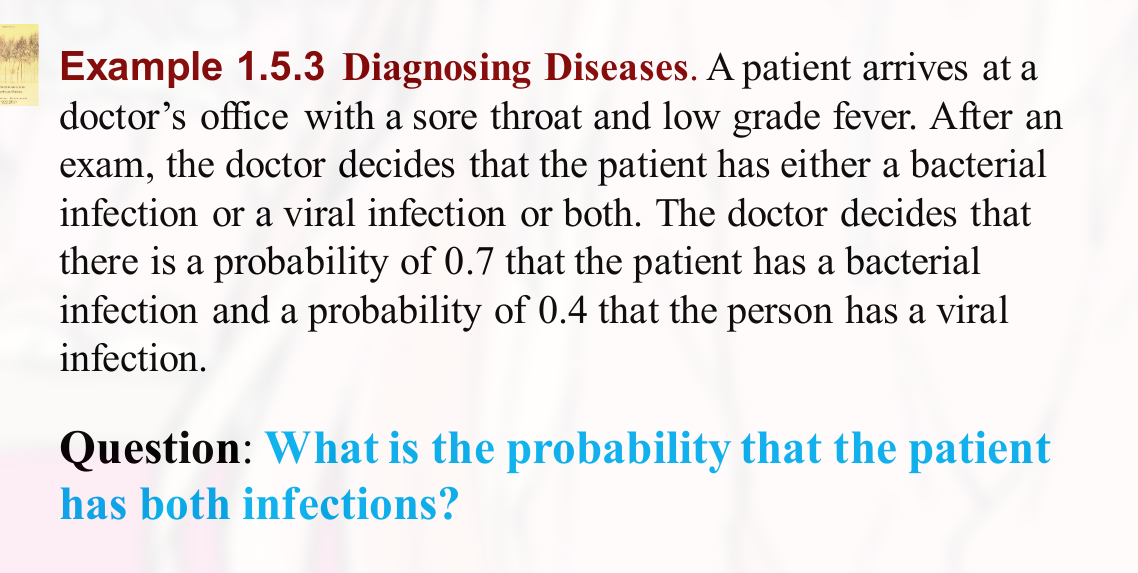 Example 1.5.3 Diagnosing Diseases. A patient arrives at a
doctor’s office with a sore throat and low grade fever. After an
exam, the doctor decides that the patient has either a bacterial
infection or a viral infection or both. The doctor decides that
there is a probability of 0.7 that the patient has a bacterial
infection and a probability of 0.4 that the person has a viral
infection.
Question: What is the probability that the patient
has both infections?